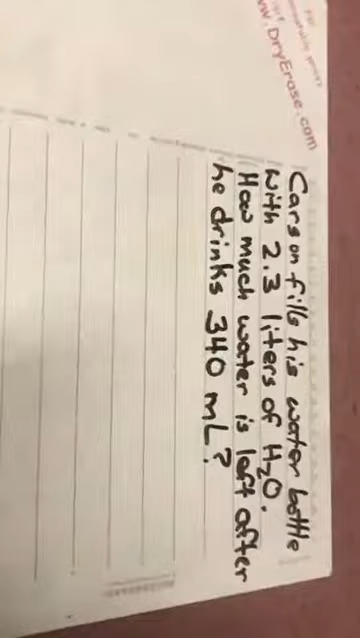 www.DryErase.com
Carson fills his water bottle
with 2.3 liters of H₂O.
How much water is left after
he drinks 340 mL?